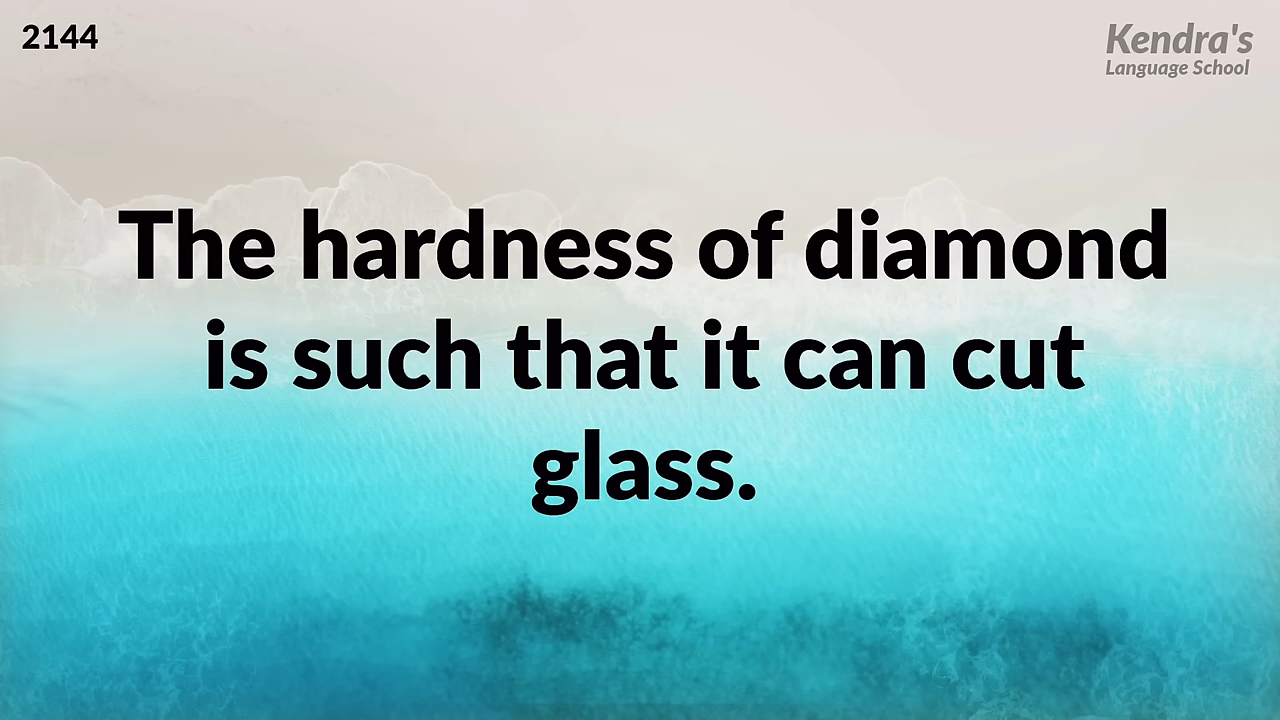 2144
Kendra's
Language School
The hardness of diamond
is such that it can cut
glass.